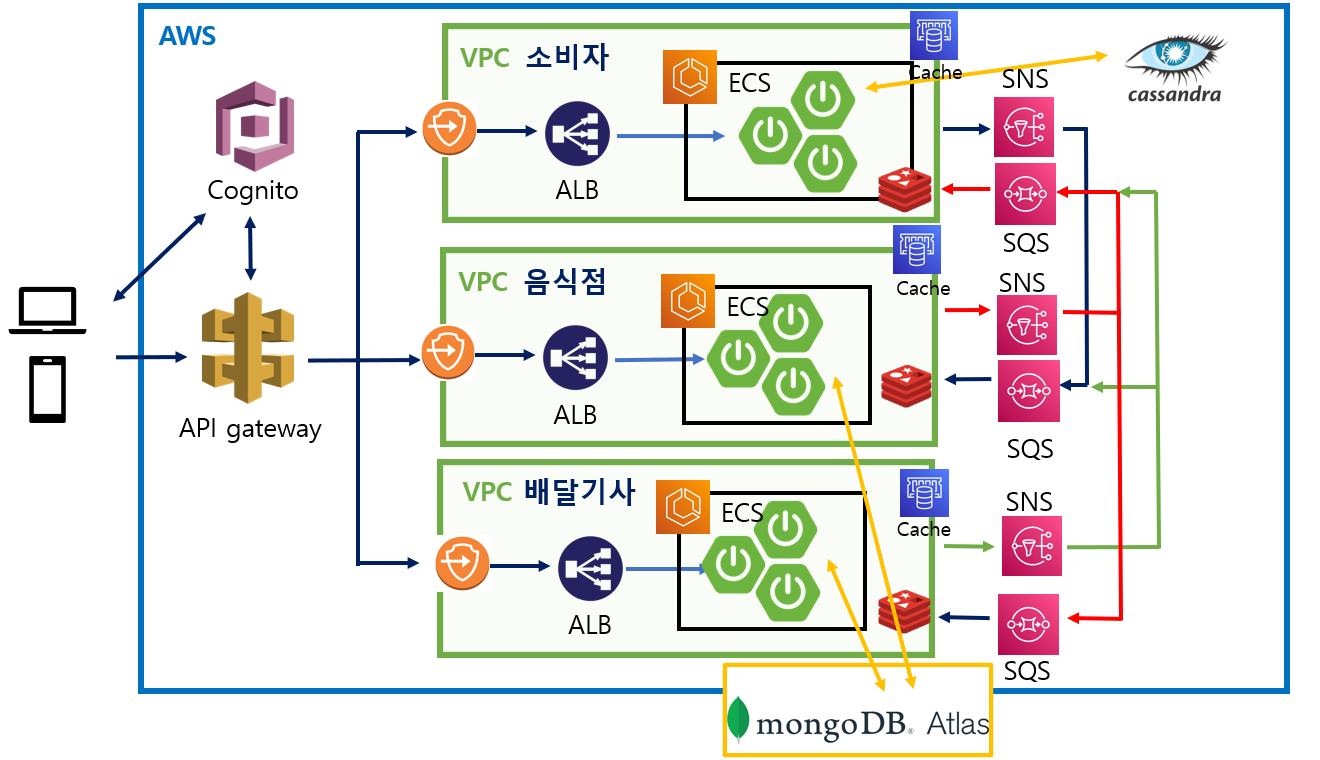 AWS
VPC 소비자
Cache
ECS
SNS
cassandra
ALB
Cognito
SQS
VPC 음식점
Cache
ECS
SNS
ALB
API gateway
SQS
VPC 배달기사
Cache
ECS
SNS
ALB
SQS
mongoDB® Atlas